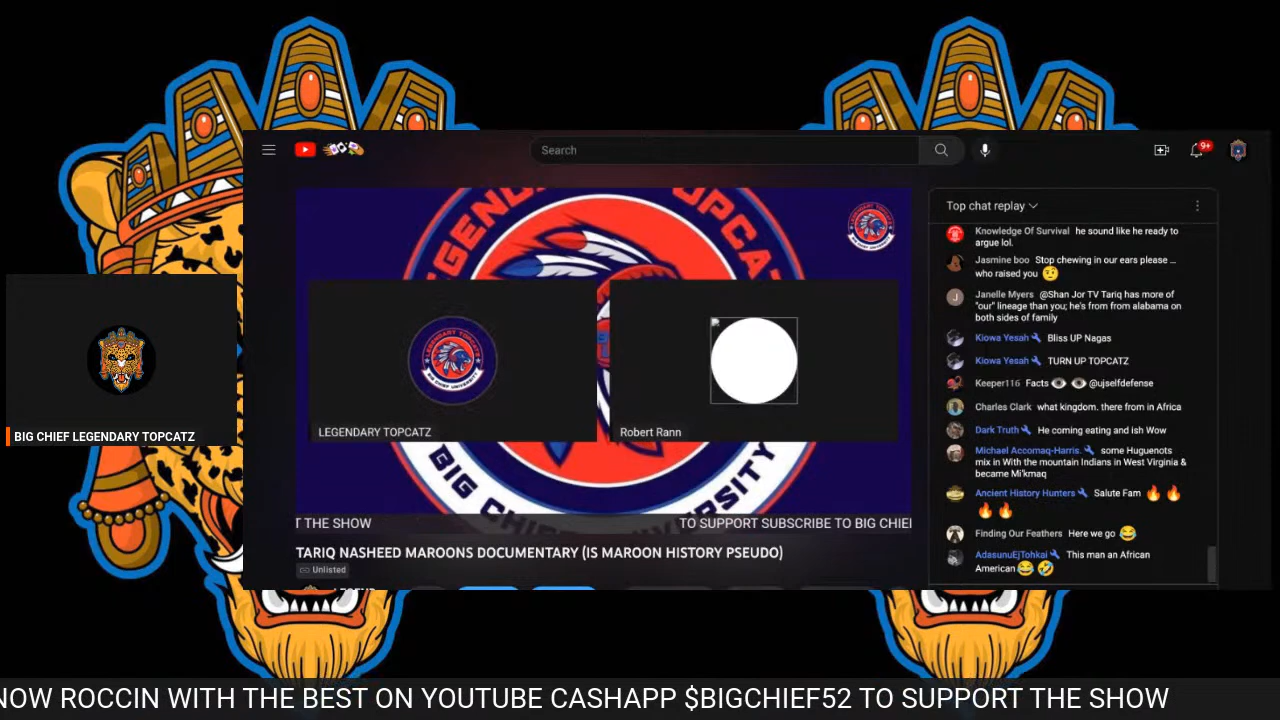 Search
9+
LEGENDARY TOPCATZ
BIG CHIEF UNIVERSITY
LEGENDARY TOPCATZ
Robert Rann
T THE SHOW
TO SUPPORT SUBSCRIBE TO BIG CHIEF
TARIQ NASHEED MAROONS DOCUMENTARY (IS MAROON HISTORY PSEUDO)
Unlisted
Top chat replay
Knowledge Of Survival he sound like he ready to
argue lol.
Jasmine boo Stop chewing in our ears please ...
who raised you
J
Janelle Myers @Shan Jor TV Tariq has more of
"our" lineage than you; he's from from alabama on
both sides of family
Kiowa Yesah Bliss UP Nagas
Kiowa Yesah TURN UP TOPCATZ
Keeper116 Facts @ujselfdefense
Charles Clark what kingdom. there from in Africa
Dark Truth He coming eating and ish Wow
Michael Accomaq-Harris. some Huguenots
mix in With the mountain Indians in West Virginia &
became Mi'kmaq
Ancient History Hunters Salute Fam
Finding Our Feathers Here we go
AdasunuEjTohkai This man an African
American
BIG CHIEF LEGENDARY TOPCATZ
NOW ROCCIN WITH THE BEST ON YOUTUBE CASHAPP $BIGCHIEF52 TO SUPPORT THE SHOW